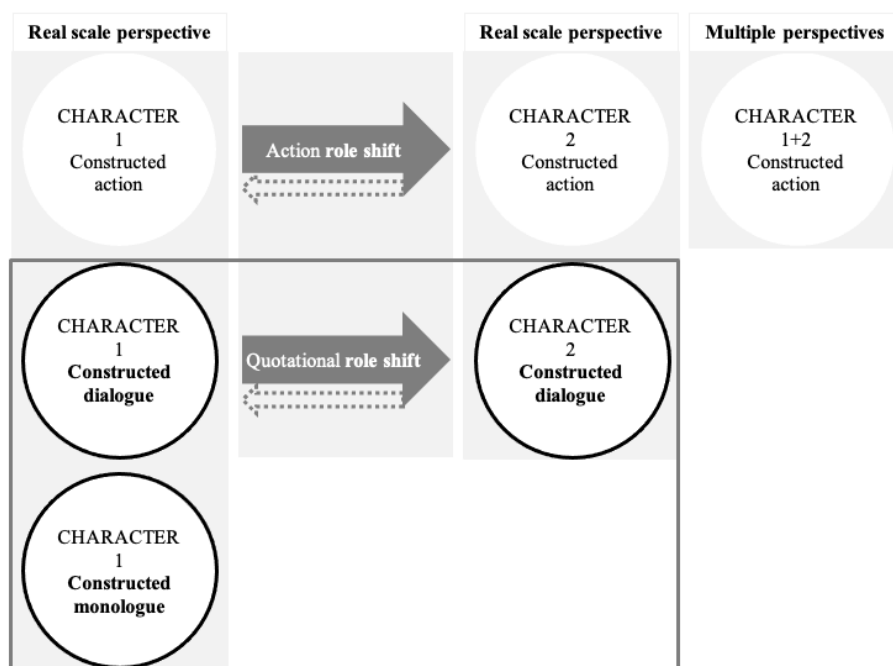 Real scale perspective
Real scale perspective
Multiple perspectives
CHARACTER
1
Constructed
action
Action role shift
CHARACTER
2
Constructed
action
CHARACTER
1+2
Constructed
action
CHARACTER
1
Constructed
dialogue
Quotational role shift
CHARACTER
2
Constructed
dialogue
CHARACTER
1
Constructed
monologue